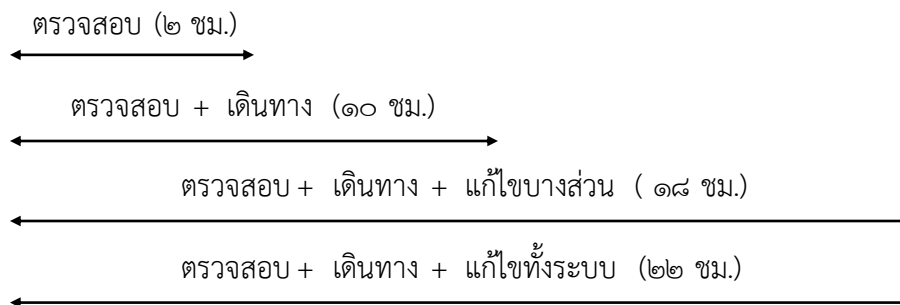 ตรวจสอบ (๒ ชม.)
ตรวจสอบ + เดินทาง (๑๐ ชม.)
ตรวจสอบ + เดินทาง + แก้ไขบางส่วน ( ๑๘ ชม.)
ตรวจสอบ + เดินทาง + แก้ไขทั้งระบบ (๒๒ ชม.)